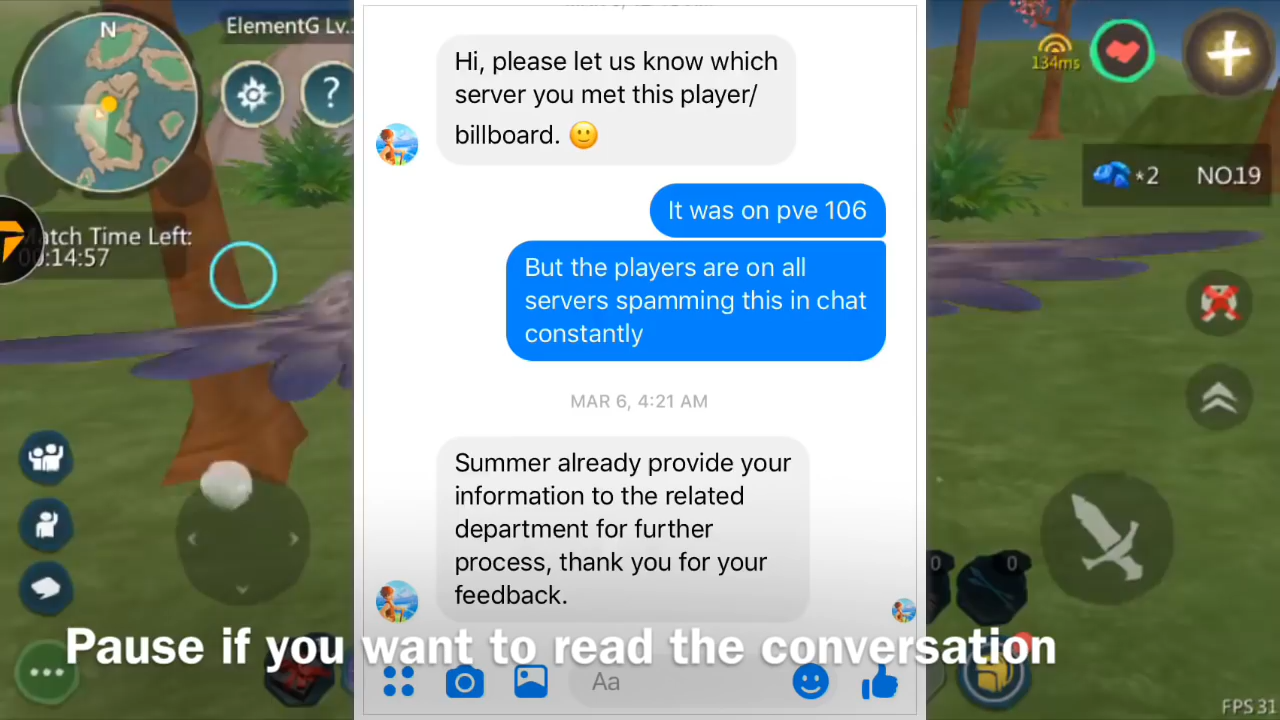 N
ElementG Lv.
?
134ms
Hi, please let us know which
server you met this player/
billboard. 🙂
*2 NO.19
It was on pve 106
atch Time Left:
00:14:57
But the players are on all
servers spamming this in chat
constantly
MAR 6, 4:21 AM
Summer already provide your
information to the related
department for further
process, thank you for your
feedback.
0
0
Pause if you want to read the conversation
Aa
FPS 31